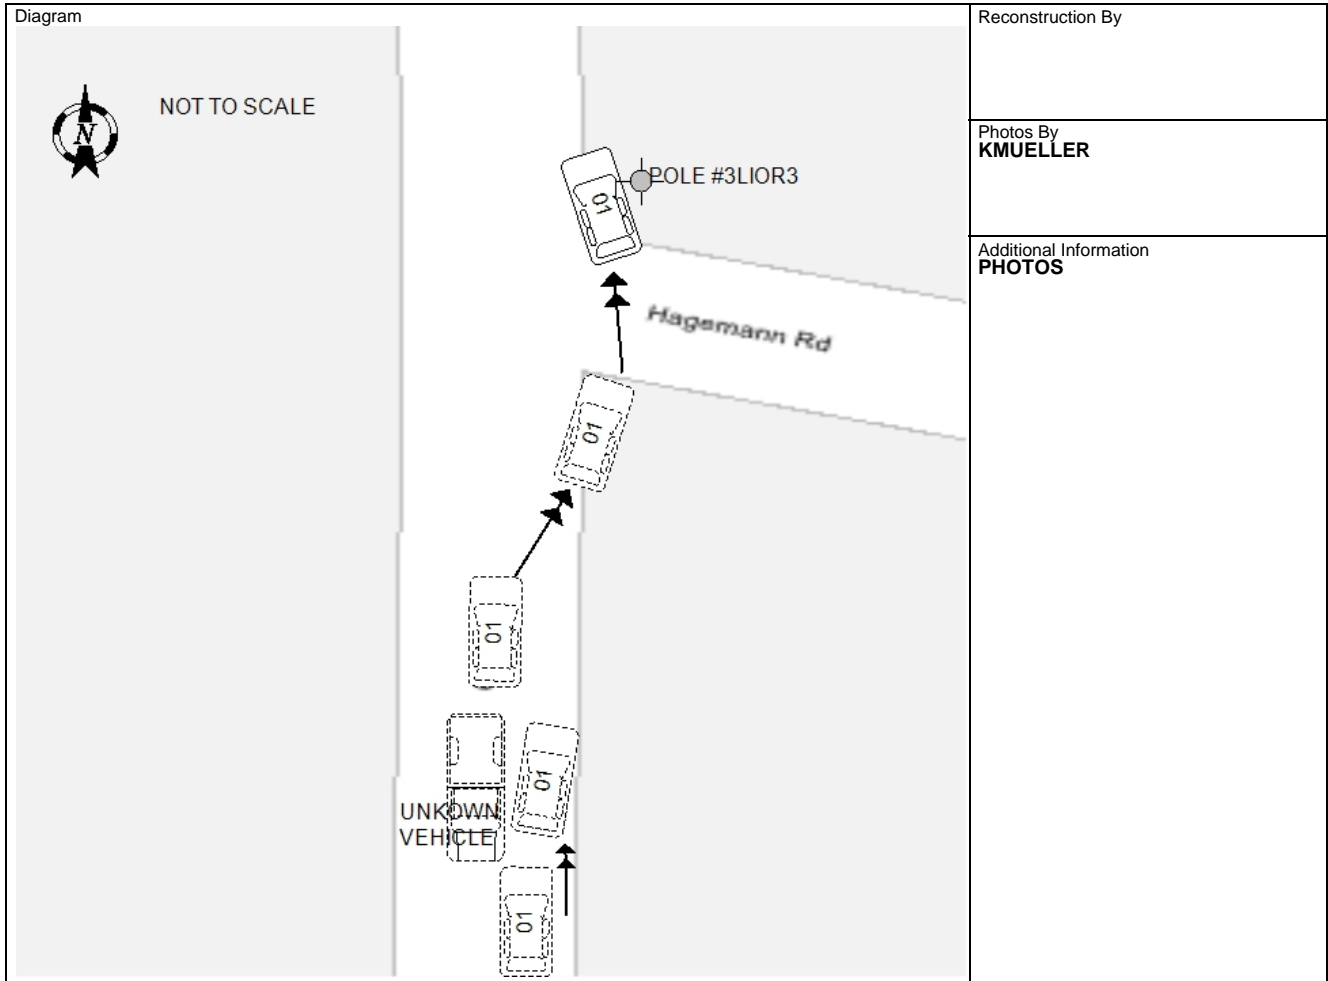 Diagram
N
NOT TO SCALE
POLE #3LIOR3
01
Hagemann Rd
01
01
01
UNKOWN
VEHICLE
01
Reconstruction By
Photos By
KMUELLER
Additional Information
PHOTOS